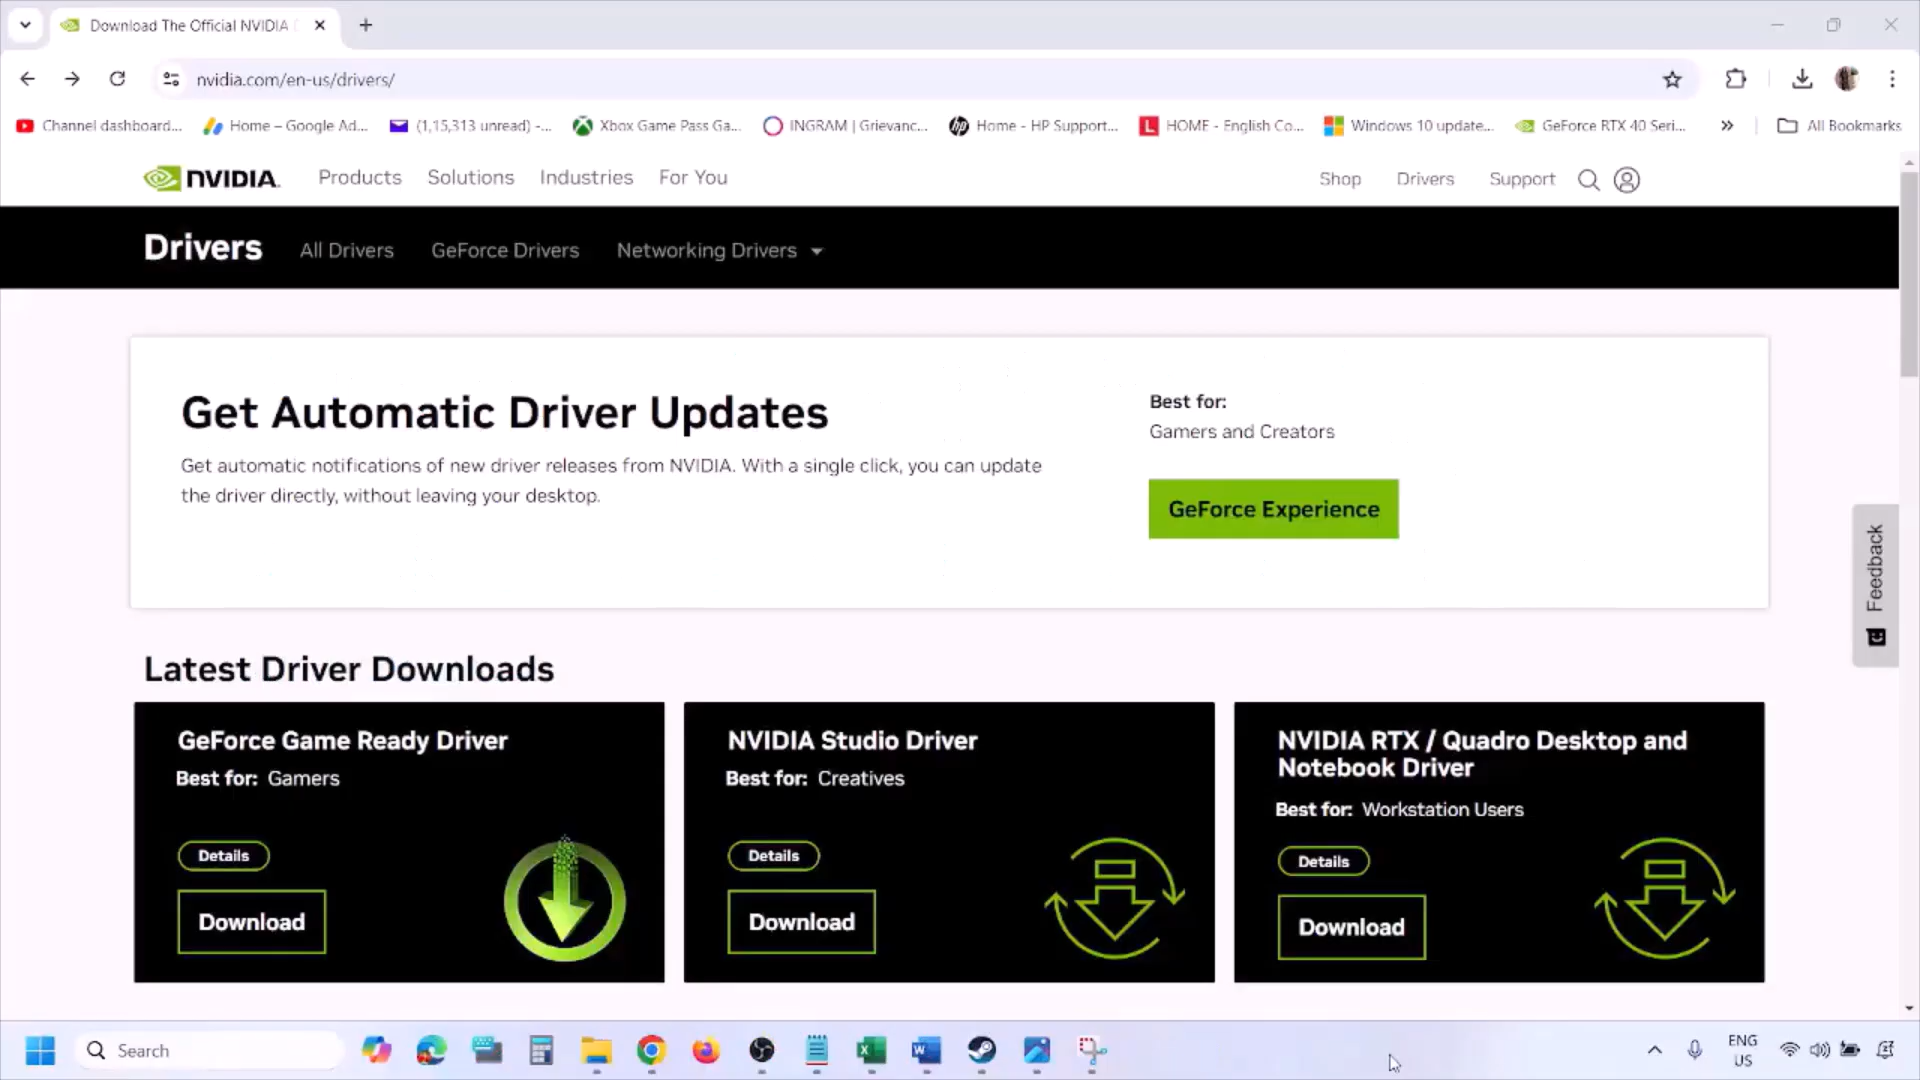 Download The Official NVIDIA
nvidia.com/en-us/drivers/
Channel dashboard...
Home – Google Ad...
(1,15,313 unread) -...
Xbox Game Pass Ga...
INGRAM | Grievanc...
Home - HP Support...
HOME - English Co...
Windows 10 update...
GeForce RTX 40 Seri...
All Bookmarks
NVIDIA.
Products
Solutions
Industries
For You
Shop
Drivers
Support
Drivers
All Drivers
GeForce Drivers
Networking Drivers
Get Automatic Driver Updates
Get automatic notifications of new driver releases from NVIDIA. With a single click, you can update
the driver directly, without leaving your desktop.
Best for:
Gamers and Creators
GeForce Experience
Feedback
Latest Driver Downloads
GeForce Game Ready Driver
Best for: Gamers
Details
Download
NVIDIA Studio Driver
Best for: Creatives
Details
Download
NVIDIA RTX / Quadro Desktop and
Notebook Driver
Best for: Workstation Users
Details
Download
Search
ENG
US